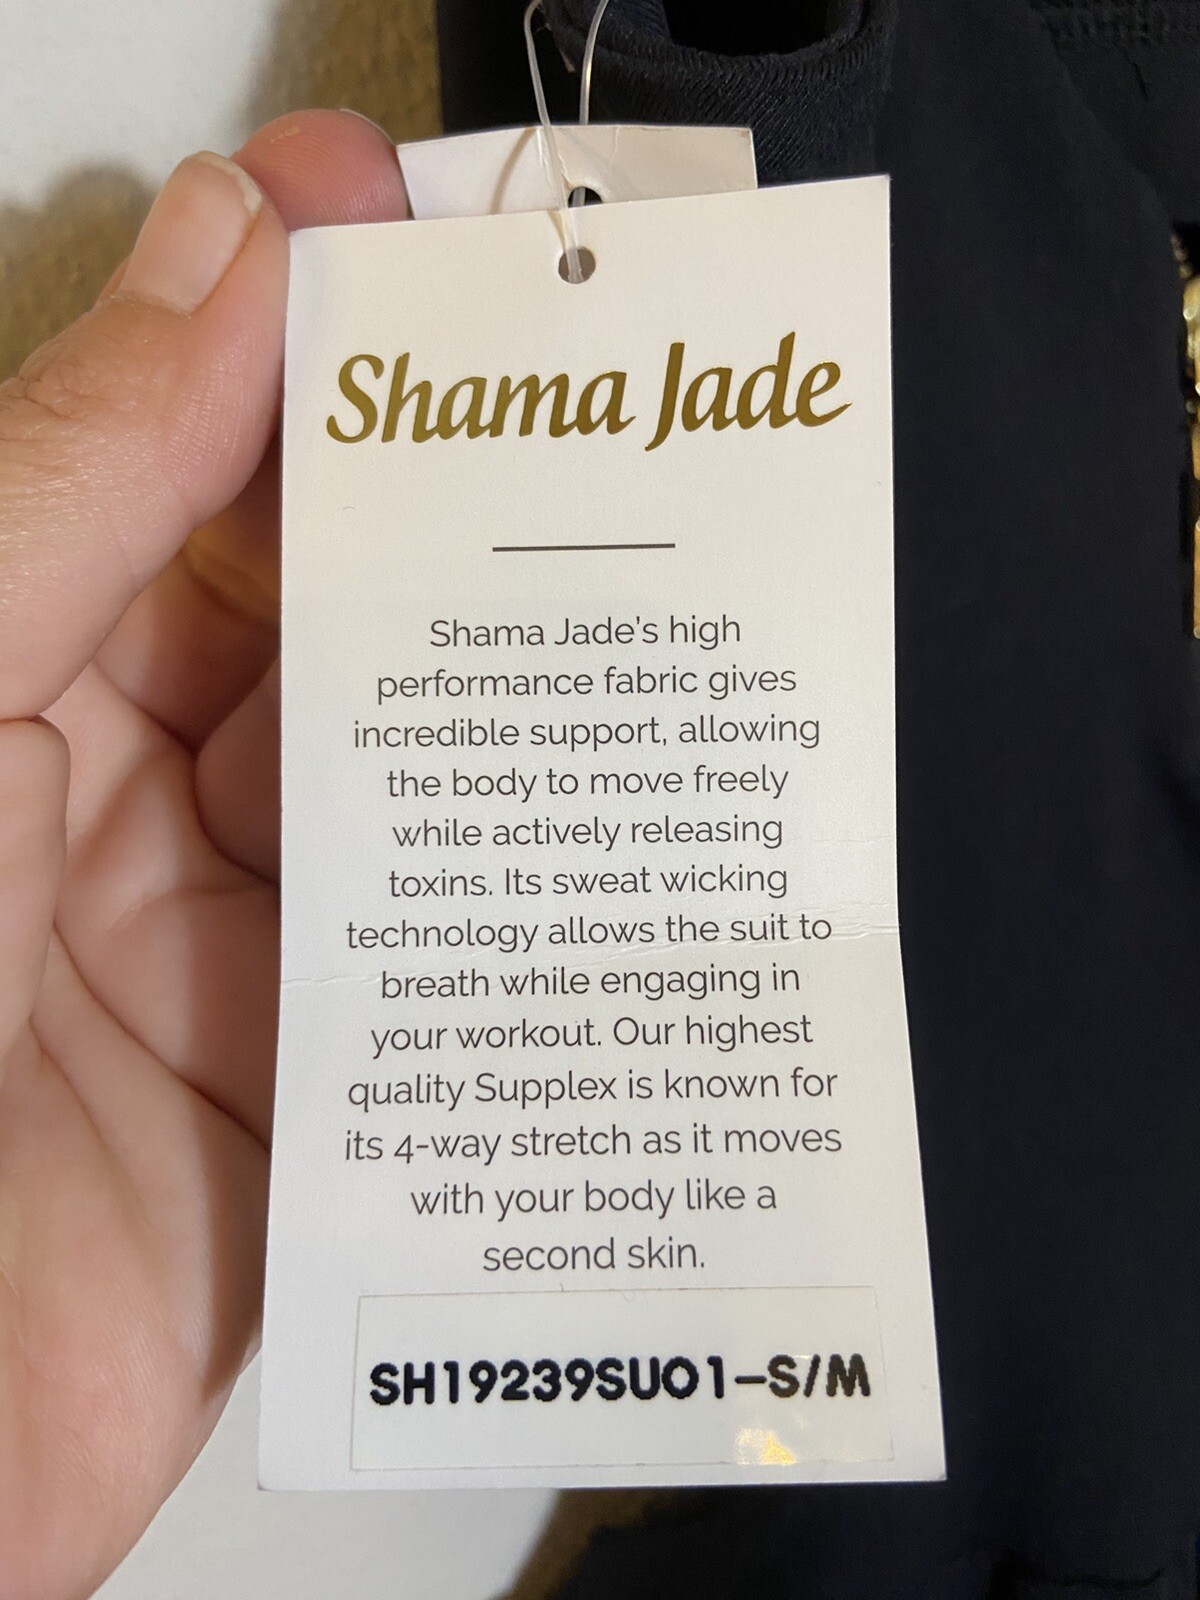 Shama Jade
Shama Jade's high
performance fabric gives
incredible support, allowing
the body to move freely
while actively releasing
toxins. Its sweat wicking
technology allows the suit to
breath while engaging in
your workout. Our highest
quality Supplex is known for
its 4-way stretch as it moves
with your body like a
second skin.
SH19239SU01-S/M